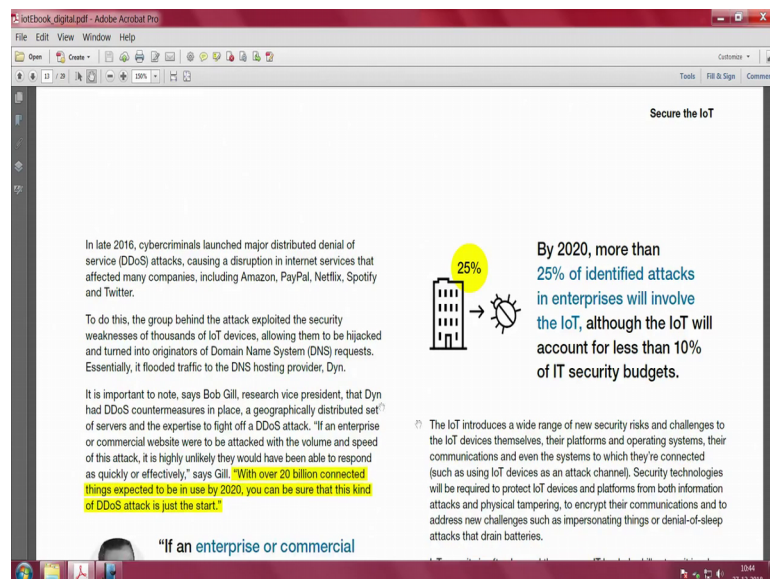 iotEbook_digital.pdf - Adobe Acrobat Pro
File Edit View Window Help
Open Create Customize
13 / 29 150% Tools Fill & Sign Comme
Secure the IoT
In late 2016, cybercriminals launched major distributed denial of
service (DDoS) attacks, causing a disruption in internet services that
affected many companies, including Amazon, PayPal, Netflix, Spotify
and Twitter.
To do this, the group behind the attack exploited the security
weaknesses of thousands of IoT devices, allowing them to be hijacked
and turned into originators of Domain Name System (DNS) requests.
Essentially, it flooded traffic to the DNS hosting provider, Dyn.
It is important to note, says Bob Gill, research vice president, that Dyn
had DDoS countermeasures in place, a geographically distributed set
of servers and the expertise to fight off a DDoS attack. “If an enterprise
or commercial website were to be attacked with the volume and speed
of this attack, it is highly unlikely they would have been able to respond
as quickly or effectively,” says Gill. “With over 20 billion connected
things expected to be in use by 2020, you can be sure that this kind
of DDoS attack is just the start.”
“If an enterprise or commercial
25%
By 2020, more than
25% of identified attacks
in enterprises will involve
the IoT, although the IoT will
account for less than 10%
of IT security budgets.
The IoT introduces a wide range of new security risks and challenges to
the IoT devices themselves, their platforms and operating systems, their
communications and even the systems to which they're connected
(such as using IoT devices as an attack channel). Security technologies
will be required to protect IoT devices and platforms from both information
attacks and physical tampering, to encrypt their communications and to
address new challenges such as impersonating things or denial-of-sleep
attacks that drain batteries.
10:44